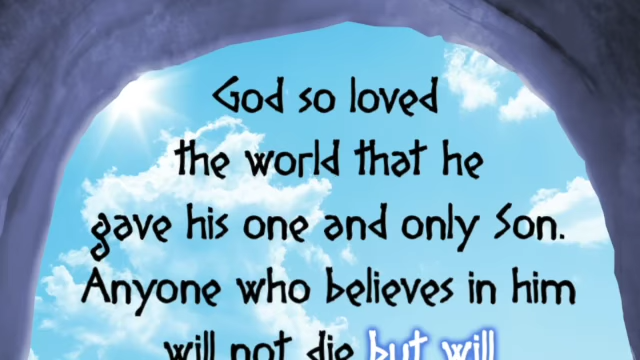 God so loved
the world that he
gave his one and only Son.
Anyone who believes in him
will not die but will